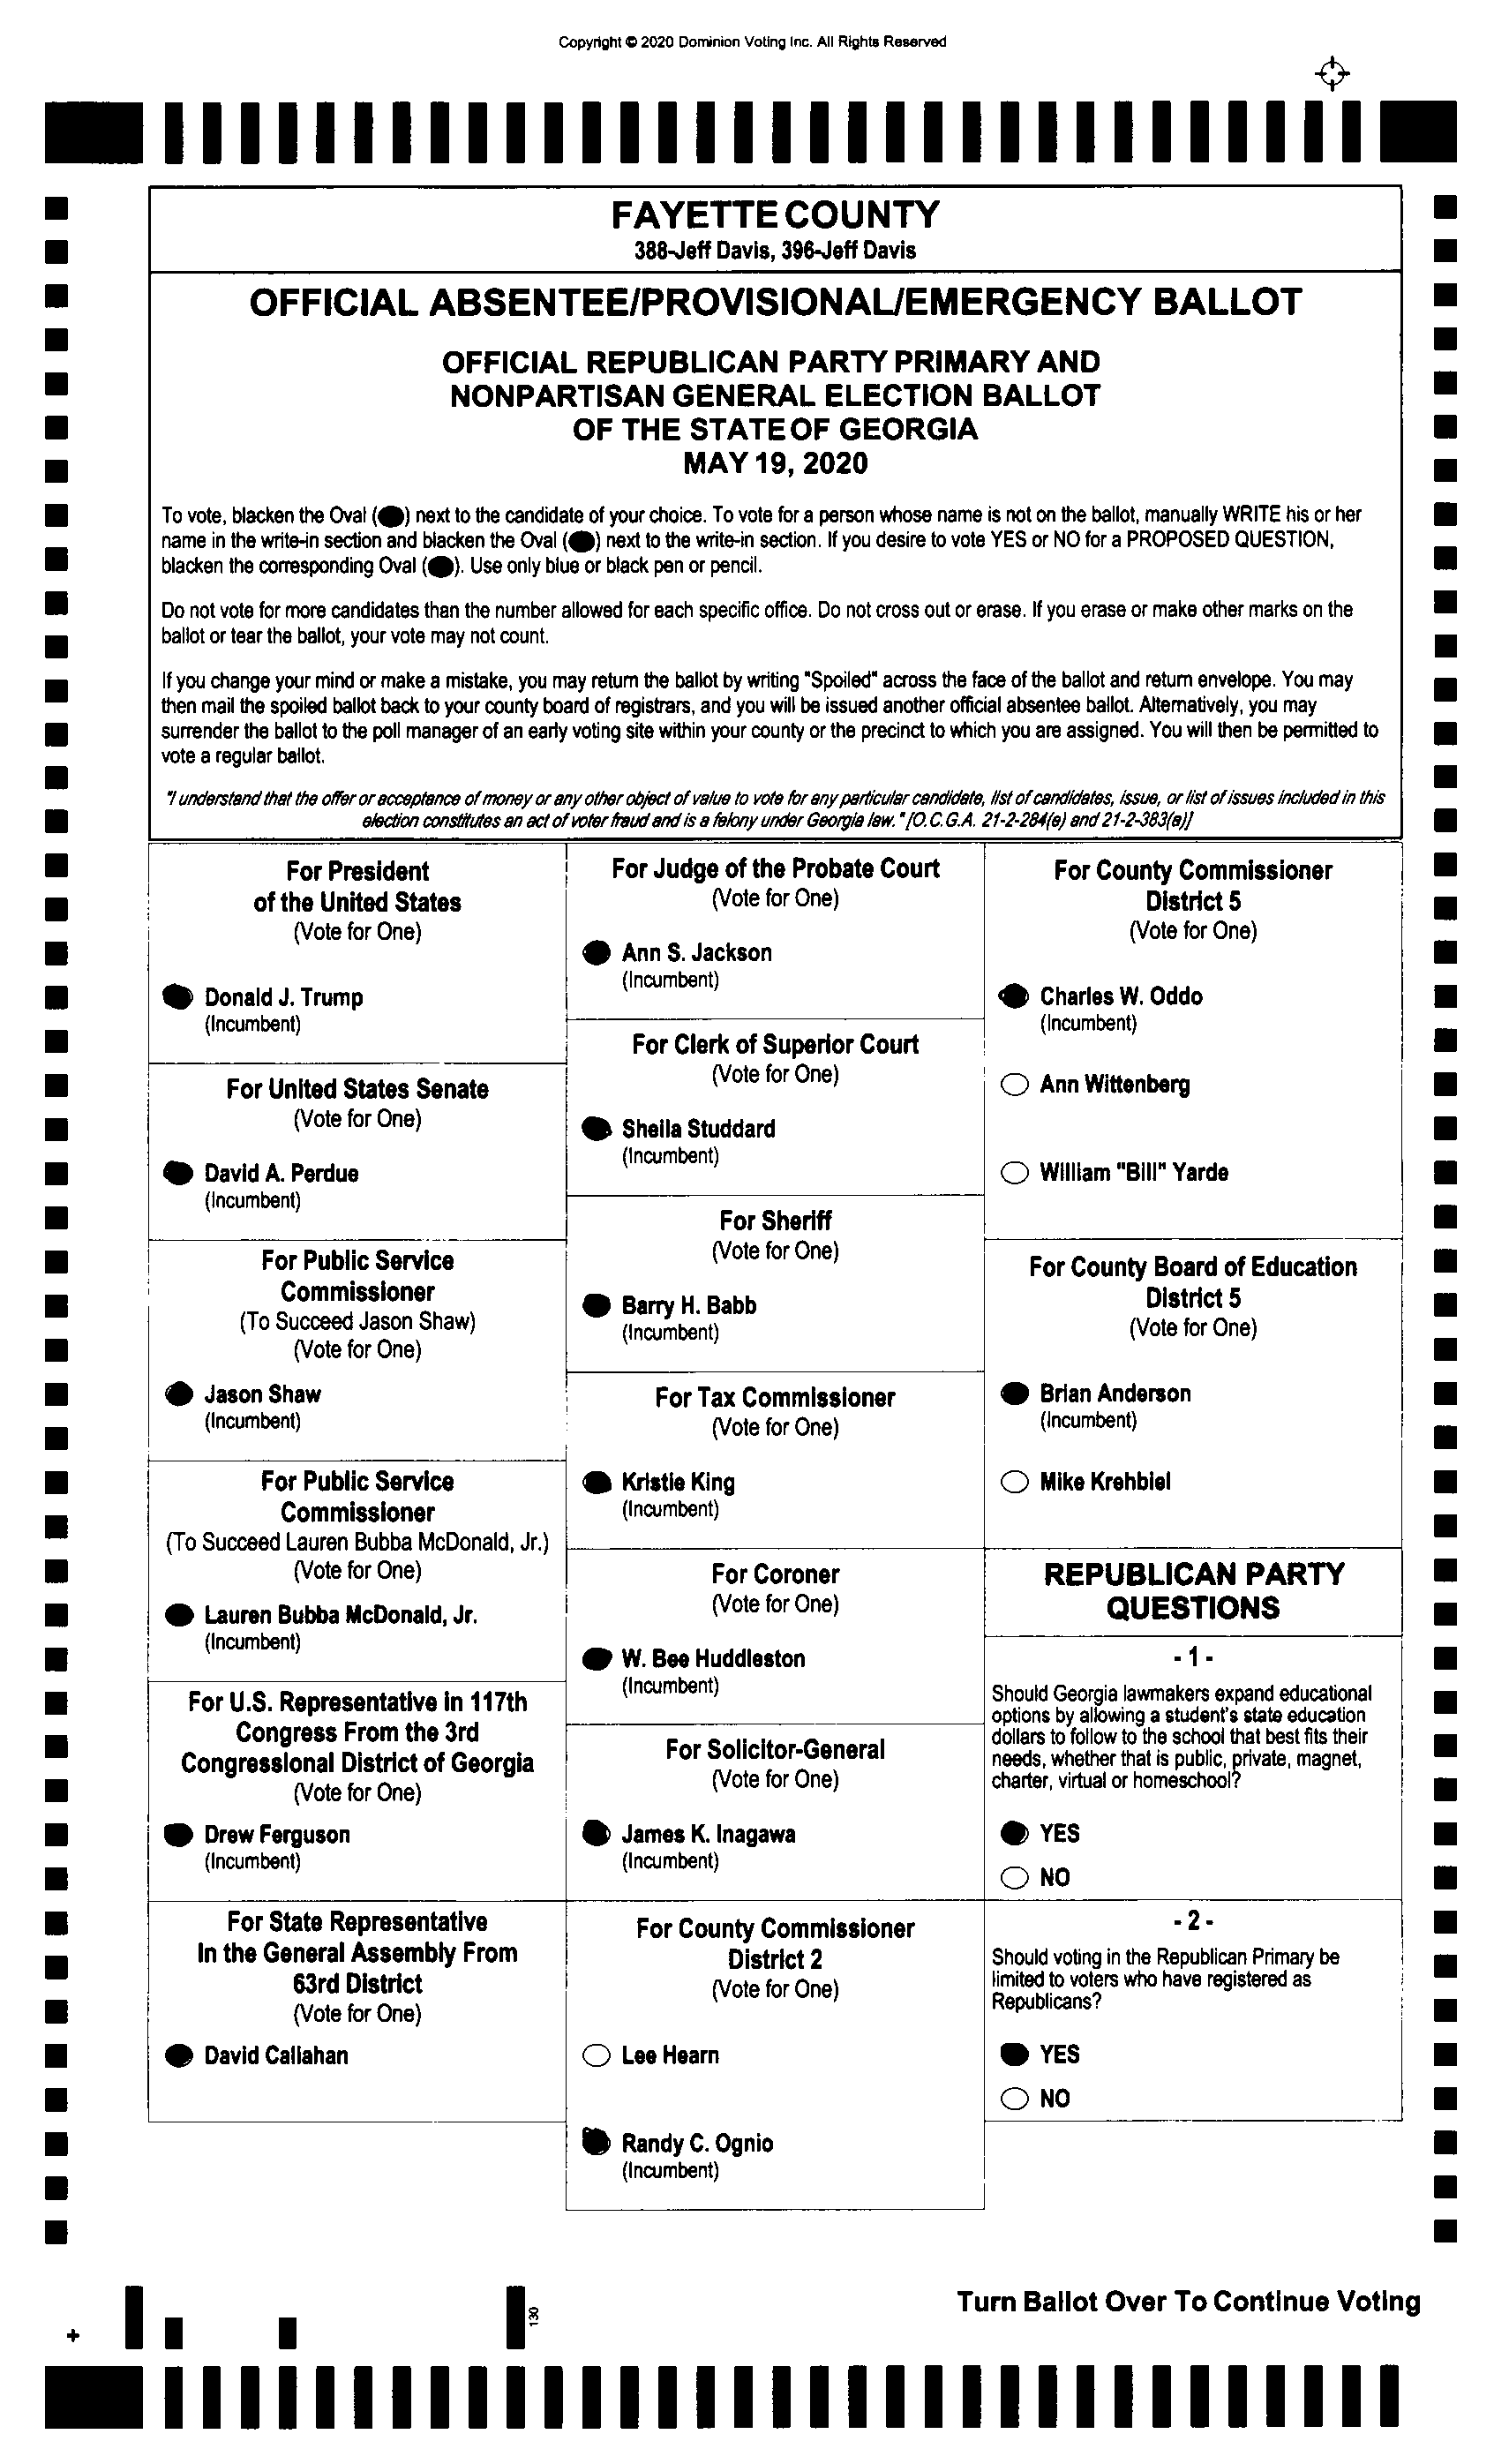 Copyright © 2020 Dominion Voting Inc. All Rights Reserved
FAYETTE COUNTY
388-Jeff Davis, 396-Jeff Davis
OFFICIAL ABSENTEE/PROVISIONAL/EMERGENCY BALLOT
OFFICIAL REPUBLICAN PARTY PRIMARY AND
NONPARTISAN GENERAL ELECTION BALLOT
OF THE STATE OF GEORGIA
MAY 19, 2020
To vote, blacken the Oval ( ) next to the candidate of your choice. To vote for a person whose name is not on the ballot, manually WRITE his or her
name in the write-in section and blacken the Oval ( ) next to the write-in section. If you desire to vote YES or NO for a PROPOSED QUESTION,
blacken the corresponding Oval ( ). Use only blue or black pen or pencil.
Do not vote for more candidates than the number allowed for each specific office. Do not cross out or erase. If you erase or make other marks on the
ballot or tear the ballot, your vote may not count.
If you change your mind or make a mistake, you may return the ballot by writing "Spoiled" across the face of the ballot and return envelope. You may
then mail the spoiled ballot back to your county board of registrars, and you will be issued another official absentee ballot. Alternatively, you may
surrender the ballot to the poll manager of an early voting site within your county or the precinct to which you are assigned. You will then be permitted to
vote a regular ballot.
"I understand that the offer or acceptance of money or any other object of value to vote for any particular candidate, list of candidates, issue, or list of issues included in this
election constitutes an act of voter fraud and is a felony under Georgia law." [O.C.G.A. 21-2-284(e) and 21-2-383(a)]
For President
of the United States
(Vote for One)
Donald J. Trump
(Incumbent)
For United States Senate
(Vote for One)
David A. Perdue
(Incumbent)
For Public Service
Commissioner
(To Succeed Jason Shaw)
(Vote for One)
Jason Shaw
(Incumbent)
For Public Service
Commissioner
(To Succeed Lauren Bubba McDonald, Jr.)
(Vote for One)
Lauren Bubba McDonald, Jr.
(Incumbent)
For U.S. Representative in 117th
Congress From the 3rd
Congressional District of Georgia
(Vote for One)
Drew Ferguson
(Incumbent)
For State Representative
In the General Assembly From
63rd District
(Vote for One)
David Callahan
For Judge of the Probate Court
(Vote for One)
Ann S. Jackson
(Incumbent)
For Clerk of Superior Court
(Vote for One)
Sheila Studdard
(Incumbent)
For Sheriff
(Vote for One)
Barry H. Babb
(Incumbent)
For Tax Commissioner
(Vote for One)
Kristie King
(Incumbent)
For Coroner
(Vote for One)
W. Bee Huddleston
(Incumbent)
For Solicitor-General
(Vote for One)
James K. Inagawa
(Incumbent)
For County Commissioner
District 2
(Vote for One)
Lee Hearn
Randy C. Ognio
(Incumbent)
For County Commissioner
District 5
(Vote for One)
Charles W. Oddo
(Incumbent)
Ann Wittenberg
William "Bill" Yarde
For County Board of Education
District 5
(Vote for One)
Brian Anderson
(Incumbent)
Mike Krehbiel
REPUBLICAN PARTY
QUESTIONS
- 1 -
Should Georgia lawmakers expand educational
options by allowing a student's state education
dollars to follow to the school that best fits their
needs, whether that is public, private, magnet,
charter, virtual or homeschool?
YES
NO
- 2 -
Should voting in the Republican Primary be
limited to voters who have registered as
Republicans?
YES
NO
Turn Ballot Over To Continue Voting
130
+